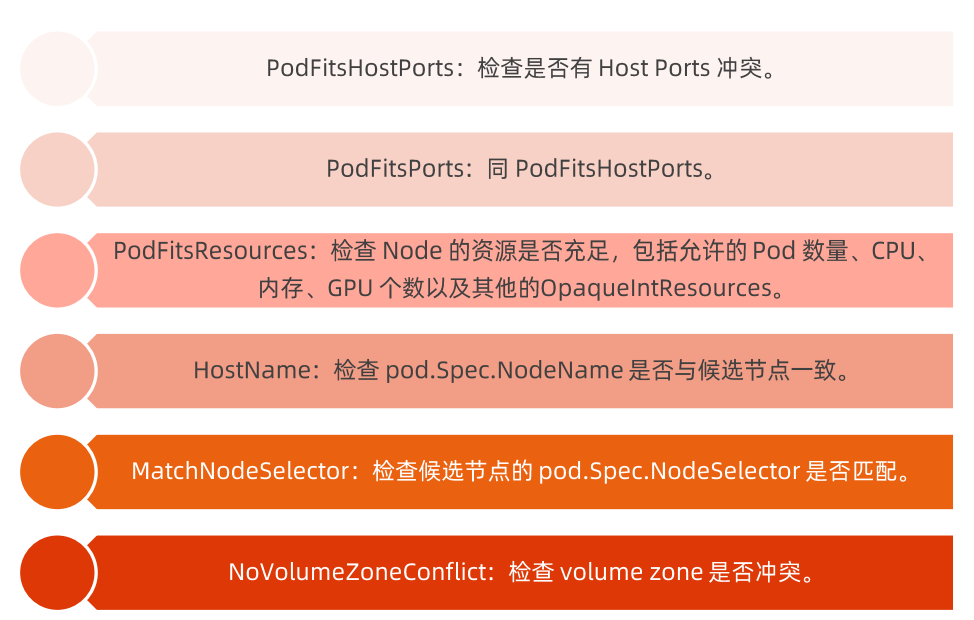 PodFitsHostPorts：检查是否有 Host Ports 冲突。
PodFitsPorts：同 PodFitsHostPorts。
PodFitsResources：检查 Node 的资源是否充足，包括允许的 Pod 数量、CPU、
内存、GPU 个数以及其他的OpaqueIntResources。
HostName：检查 pod.Spec.NodeName 是否与候选节点一致。
MatchNodeSelector：检查候选节点的 pod.Spec.NodeSelector 是否匹配。
NoVolumeZoneConflict：检查 volume zone 是否冲突。